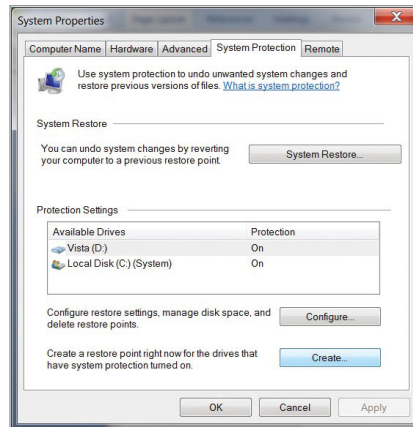 System Properties
Computer Name Hardware Advanced System Protection Remote
Use system protection to undo unwanted system changes and
restore previous versions of files. What is system protection?
System Restore
You can undo system changes by reverting
your computer to a previous restore point.
System Restore...
Protection Settings
Available Drives Protection
Vista (D:) On
Local Disk (C:) (System) On
Configure restore settings, manage disk space, and
delete restore points.
Configure...
Create a restore point right now for the drives that
have system protection turned on.
Create...
OK Cancel Apply